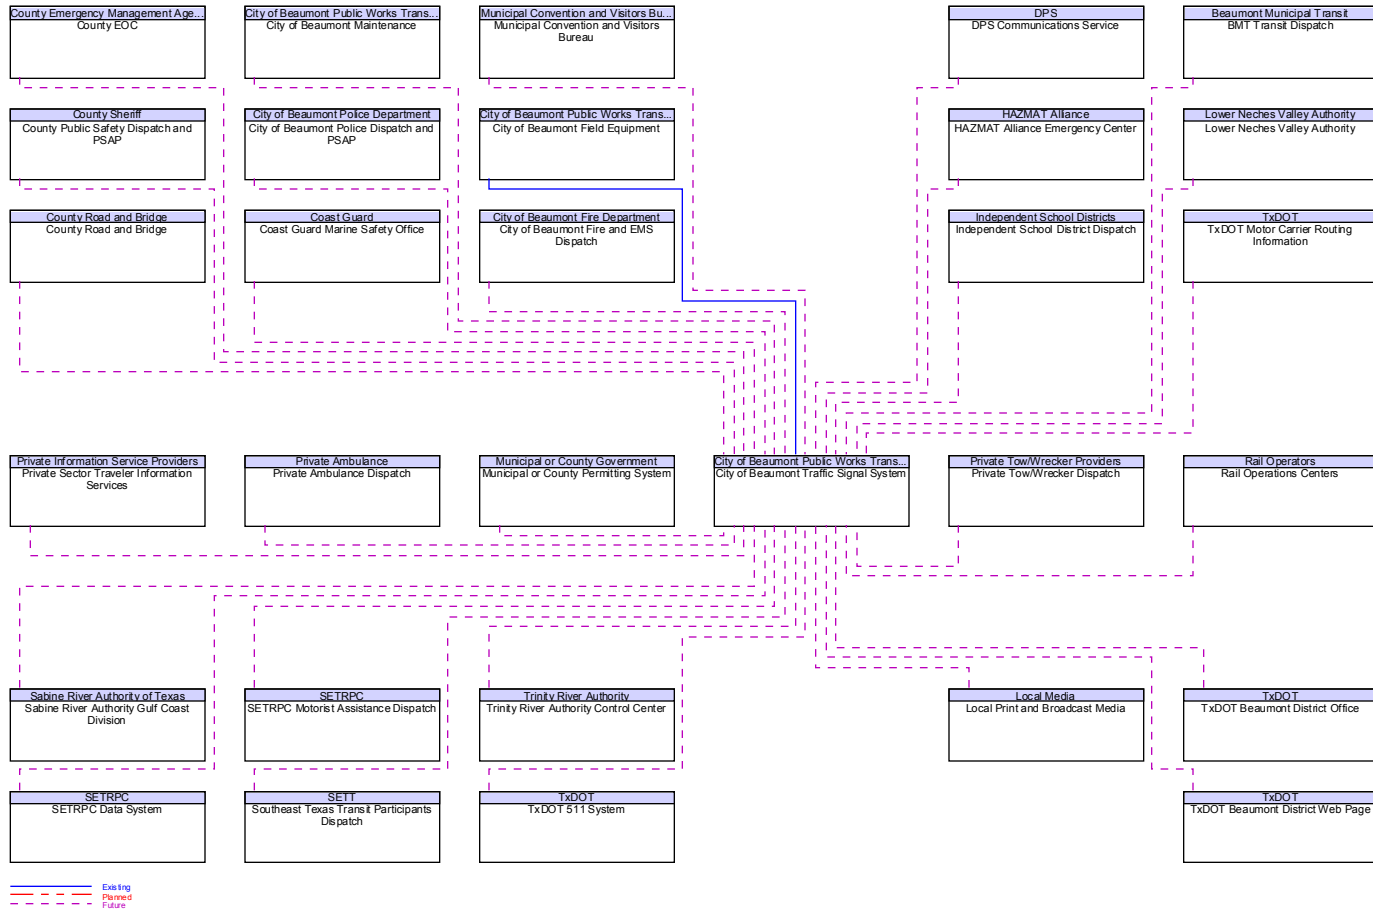 County Emergency Management Age...
County EOC
City of Beaumont Public Works Trans...
City of Beaumont Maintenance
Municipal Convention and Visitors Bu...
Municipal Convention and Visitors
Bureau
DPS
DPS Communications Service
Beaumont Municipal Transit
BMT Transit Dispatch
County Sheriff
County Public Safety Dispatch and
PSAP
City of Beaumont Police Department
City of Beaumont Police Dispatch and
PSAP
City of Beaumont Public Works Trans...
City of Beaumont Field Equipment
HAZMAT Alliance
HAZMAT Alliance Emergency Center
Lower Neches Valley Authority
Lower Neches Valley Authority
County Road and Bridge
County Road and Bridge
Coast Guard
Coast Guard Marine Safety Office
City of Beaumont Fire Department
City of Beaumont Fire and EMS
Dispatch
Independent School Districts
Independent School District Dispatch
TxDOT
TxDOT Motor Carrier Routing
Information
Private Information Service Providers
Private Sector Traveler Information
Services
Private Ambulance
Private Ambulance Dispatch
Municipal or County Government
Municipal or County Permitting System
City of Beaumont Public Works Trans...
City of Beaumont Traffic Signal System
Private Tow/Wrecker Providers
Private Tow/Wrecker Dispatch
Rail Operators
Rail Operations Centers
Sabine River Authority of Texas
Sabine River Authority Gulf Coast
Division
SETRPC
SETRPC Motorist Assistance Dispatch
Trinity River Authority
Trinity River Authority Control Center
Local Media
Local Print and Broadcast Media
TxDOT
TxDOT Beaumont District Office
SETRPC
SETRPC Data System
SETT
Southeast Texas Transit Participants
Dispatch
TxDOT
TxDOT 511 System
TxDOT
TxDOT Beaumont District Web Page
Existing
Planned
Future